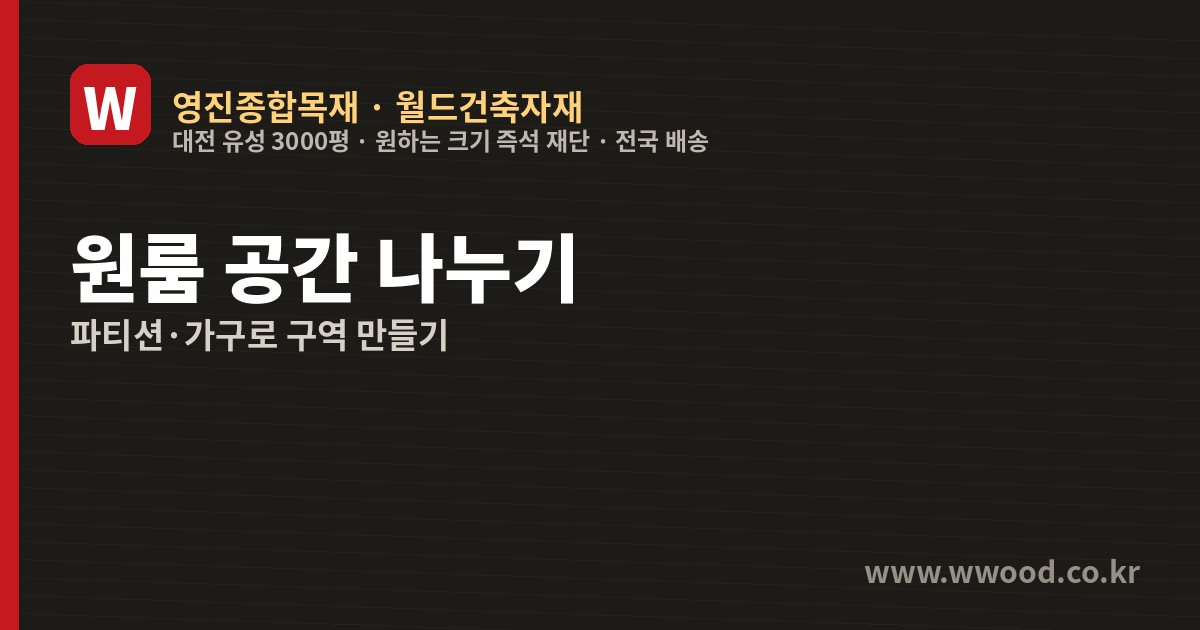 W
영진종합목재 · 월드건축자재
대전 유성 3000평 · 원하는 크기 즉석 재단 · 전국 배송
원룸 공간 나누기
파티션·가구로 구역 만들기
www.wwood.co.kr